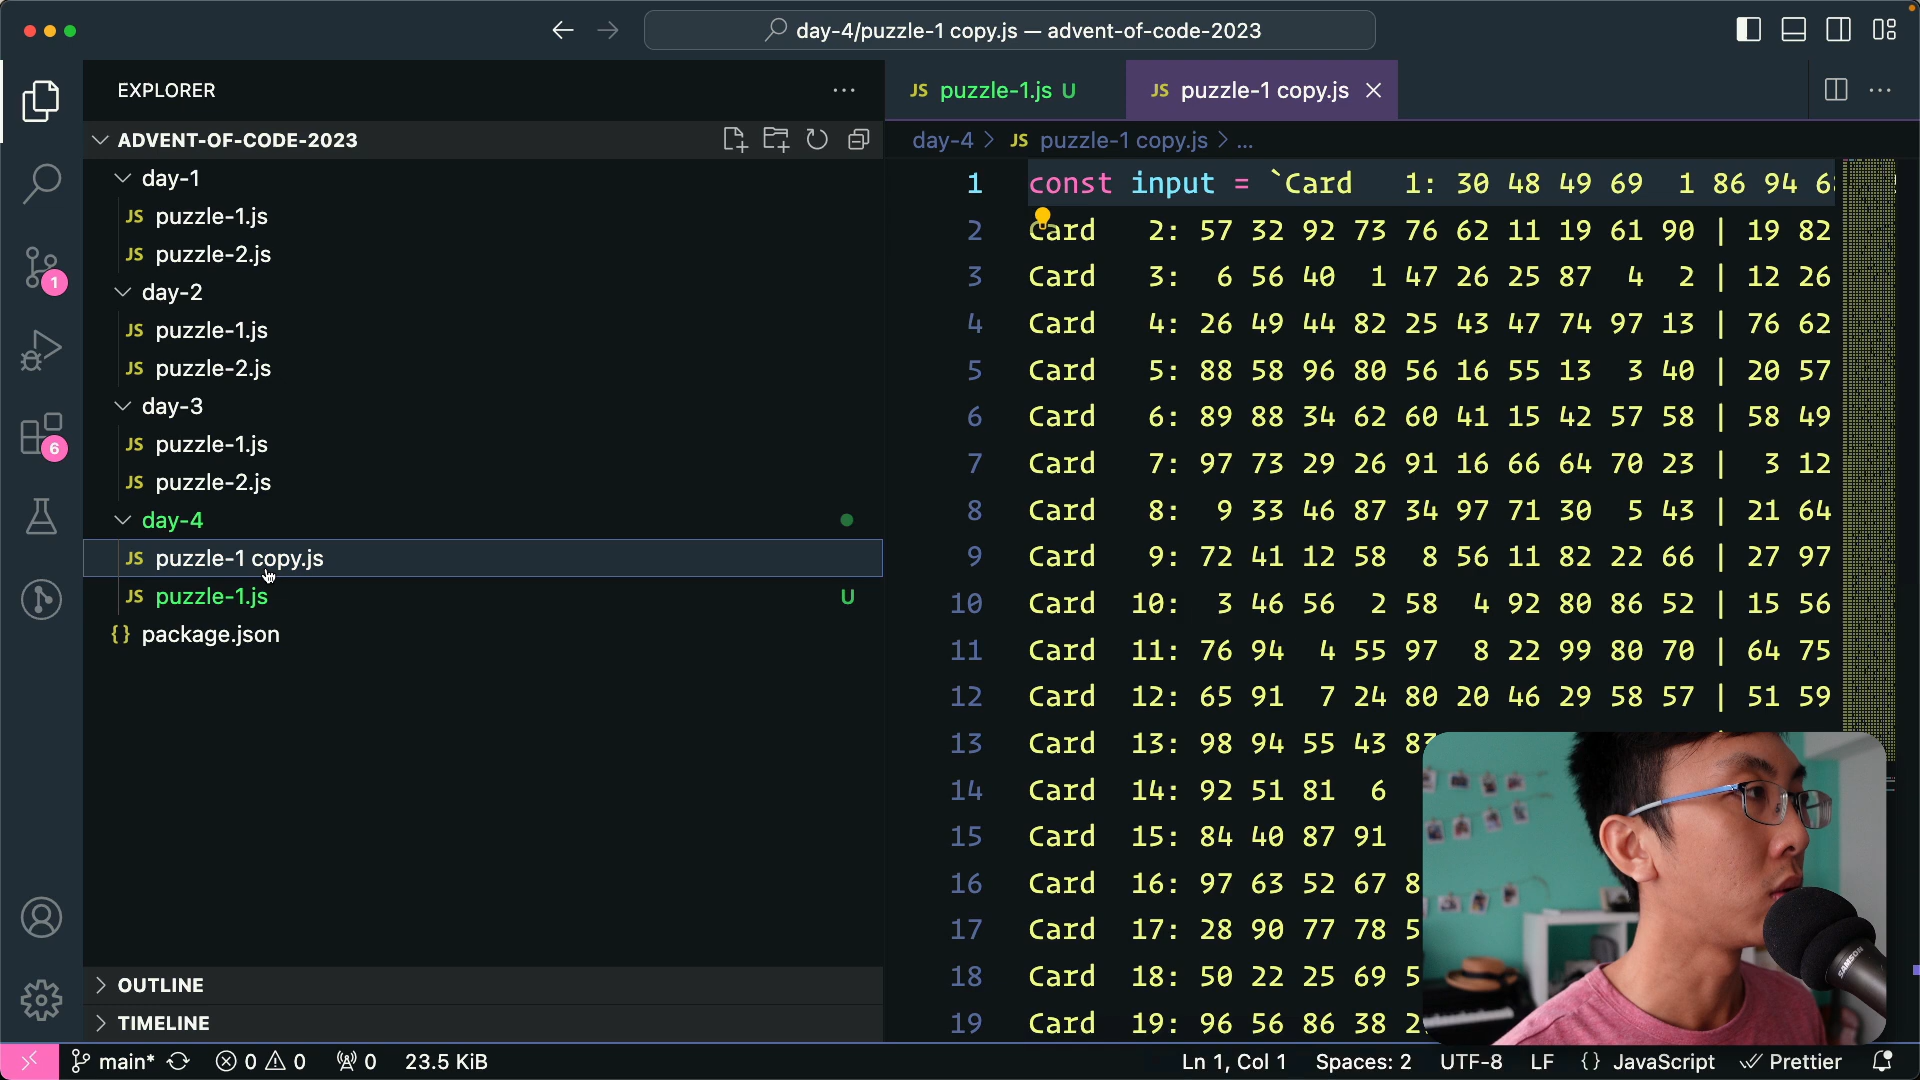 day-4/puzzle-1 copy.js — advent-of-code-2023
EXPLORER
ADVENT-OF-CODE-2023
day-1
JS puzzle-1.js
JS puzzle-2.js
day-2
JS puzzle-1.js
JS puzzle-2.js
day-3
JS puzzle-1.js
JS puzzle-2.js
day-4
JS puzzle-1 copy.js
JS puzzle-1.js U
{} package.json
OUTLINE
TIMELINE
1
6
JS puzzle-1.js U
JS puzzle-1 copy.js
day-4 > JS puzzle-1 copy.js > ...
1 const input = `Card 1: 30 48 49 69 1 86 94
2 Card 2: 57 32 92 73 76 62 11 19 61 90 | 19 82
3 Card 3: 6 56 40 1 47 26 25 87 4 2 | 12 26
4 Card 4: 26 49 44 82 25 43 47 74 97 13 | 76 62
5 Card 5: 88 58 96 80 56 16 55 13 3 40 | 20 57
6 Card 6: 89 88 34 62 60 41 15 42 57 58 | 58 49
7 Card 7: 97 73 29 26 91 16 66 64 70 23 | 3 12
8 Card 8: 9 33 46 87 34 97 71 30 5 43 | 21 64
9 Card 9: 72 41 12 58 8 56 11 82 22 66 | 27 97
10 Card 10: 3 46 56 2 58 4 92 80 86 52 | 15 56
11 Card 11: 76 94 4 55 97 8 22 99 80 70 | 64 75
12 Card 12: 65 91 7 24 80 20 46 29 58 57 | 51 59
13 Card 13: 98 94 55 43 83
14 Card 14: 92 51 81 6
15 Card 15: 84 40 87 91
16 Card 16: 97 63 52 67 8
17 Card 17: 28 90 77 78 5
18 Card 18: 50 22 25 69 5
19 Card 19: 96 56 86 38 2
SAMSON
main* 0 0 0 23.5 KiB
Ln 1, Col 1 Spaces: 2 UTF-8 LF {} JavaScript Prettier